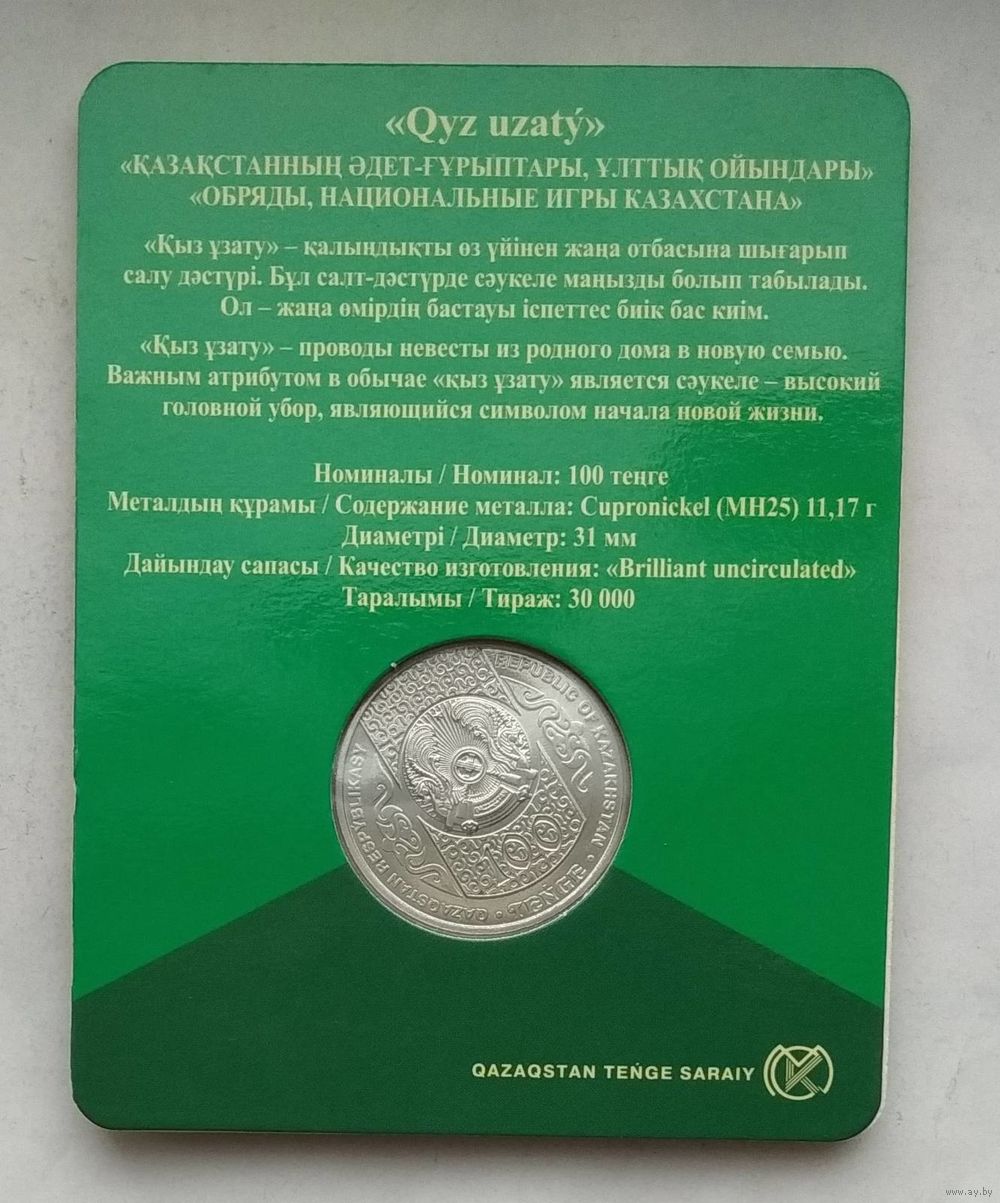 «Qyz uzatý»
«ҚАЗАҚСТАННЫҢ ӘДЕТ-ҒҰРЫПТАРЫ, ҰЛТТЫҚ ОЙЫНДАРЫ»
«ОБРЯДЫ, НАЦИОНАЛЬНЫЕ ИГРЫ КАЗАХСТАНА»
«Қыз ұзату» – қалыңдықты өз үйінен жаңа отбасына шығарып
салу дәстүрі. Бұл салт-дәстүрде сәукеле маңызды болып табылады.
Ол – жаңа өмірдің бастауы іспеттес биік бас киім.
«Қыз ұзату» – проводы невесты из родного дома в новую семью.
Важным атрибутом в обычае «қыз ұзату» является сәукеле – высокий
головной убор, являющийся символом начала новой жизни.
Номиналы / Номинал: 100 теңге
Металдың құрамы / Содержание металла: Cupronickel (МН25) 11,17 г
Диаметрі / Диаметр: 31 мм
Дайындау сапасы / Качество изготовления: «Brilliant uncirculated»
Таралымы / Тираж: 30 000
REPUBLIC OF KAZAKHSTAN •
QAZAQSTAN RESPYBLIKASY
100 TEŃGE
QAZAQSTAN TEŃGE SARAIY
www.ay.by